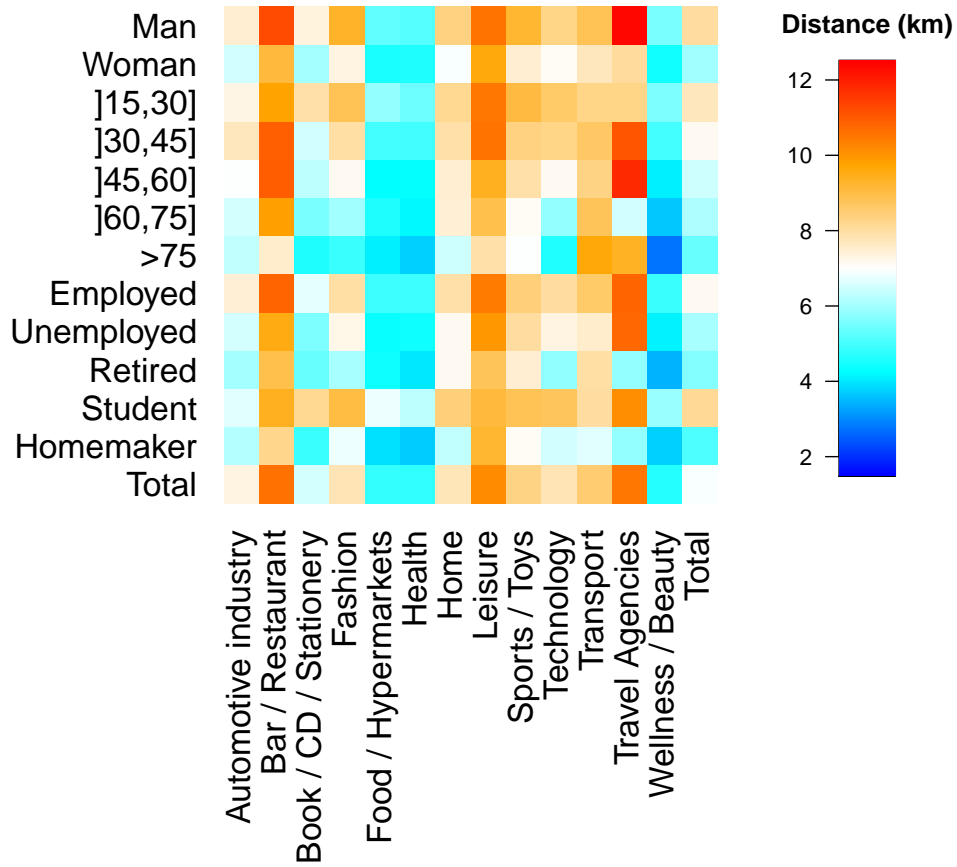 Man
Woman
]15,30]
]30,45]
]45,60]
]60,75]
>75
Employed
Unemployed
Retired
Student
Homemaker
Total
Distance (km)
12
10
8
6
4
2
Automotive industry
Bar / Restaurant
Book / CD / Stationery
Fashion
Food / Hypermarkets
Health
Home
Leisure
Sports / Toys
Technology
Transport
Travel Agencies
Wellness / Beauty
Total